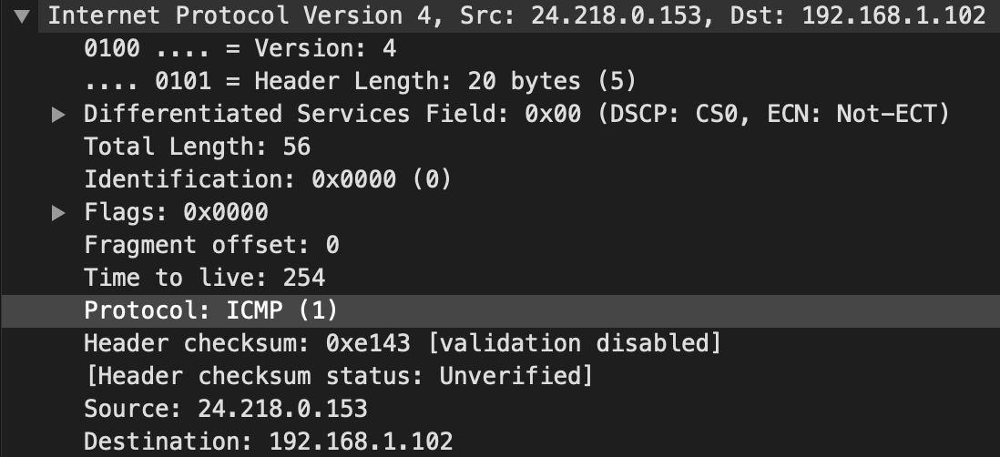 Internet Protocol Version 4, Src: 24.218.0.153, Dst: 192.168.1.102
0100 .... = Version: 4
.... 0101 = Header Length: 20 bytes (5)
Differentiated Services Field: 0x00 (DSCP: CS0, ECN: Not-ECT)
Total Length: 56
Identification: 0x0000 (0)
Flags: 0x0000
Fragment offset: 0
Time to live: 254
Protocol: ICMP (1)
Header checksum: 0xe143 [validation disabled]
[Header checksum status: Unverified]
Source: 24.218.0.153
Destination: 192.168.1.102